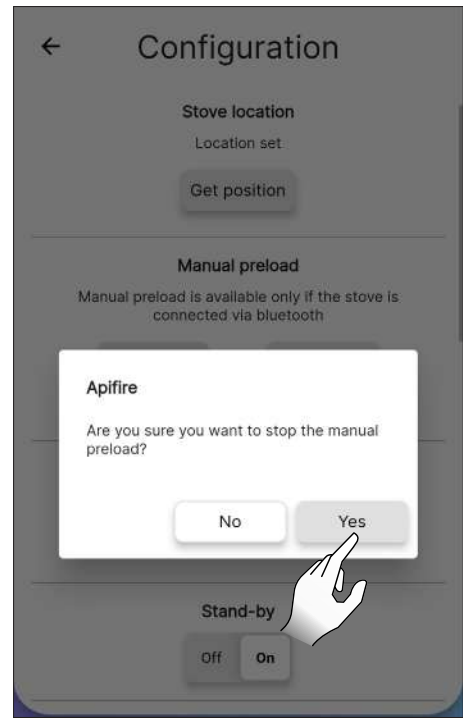 Configuration
Stove location
Location set
Get position
Manual preload
Manual preload is available only if the stove is
connected via bluetooth
Apifire
Are you sure you want to stop the manual
preload?
No
Yes
Stand-by
Off
On